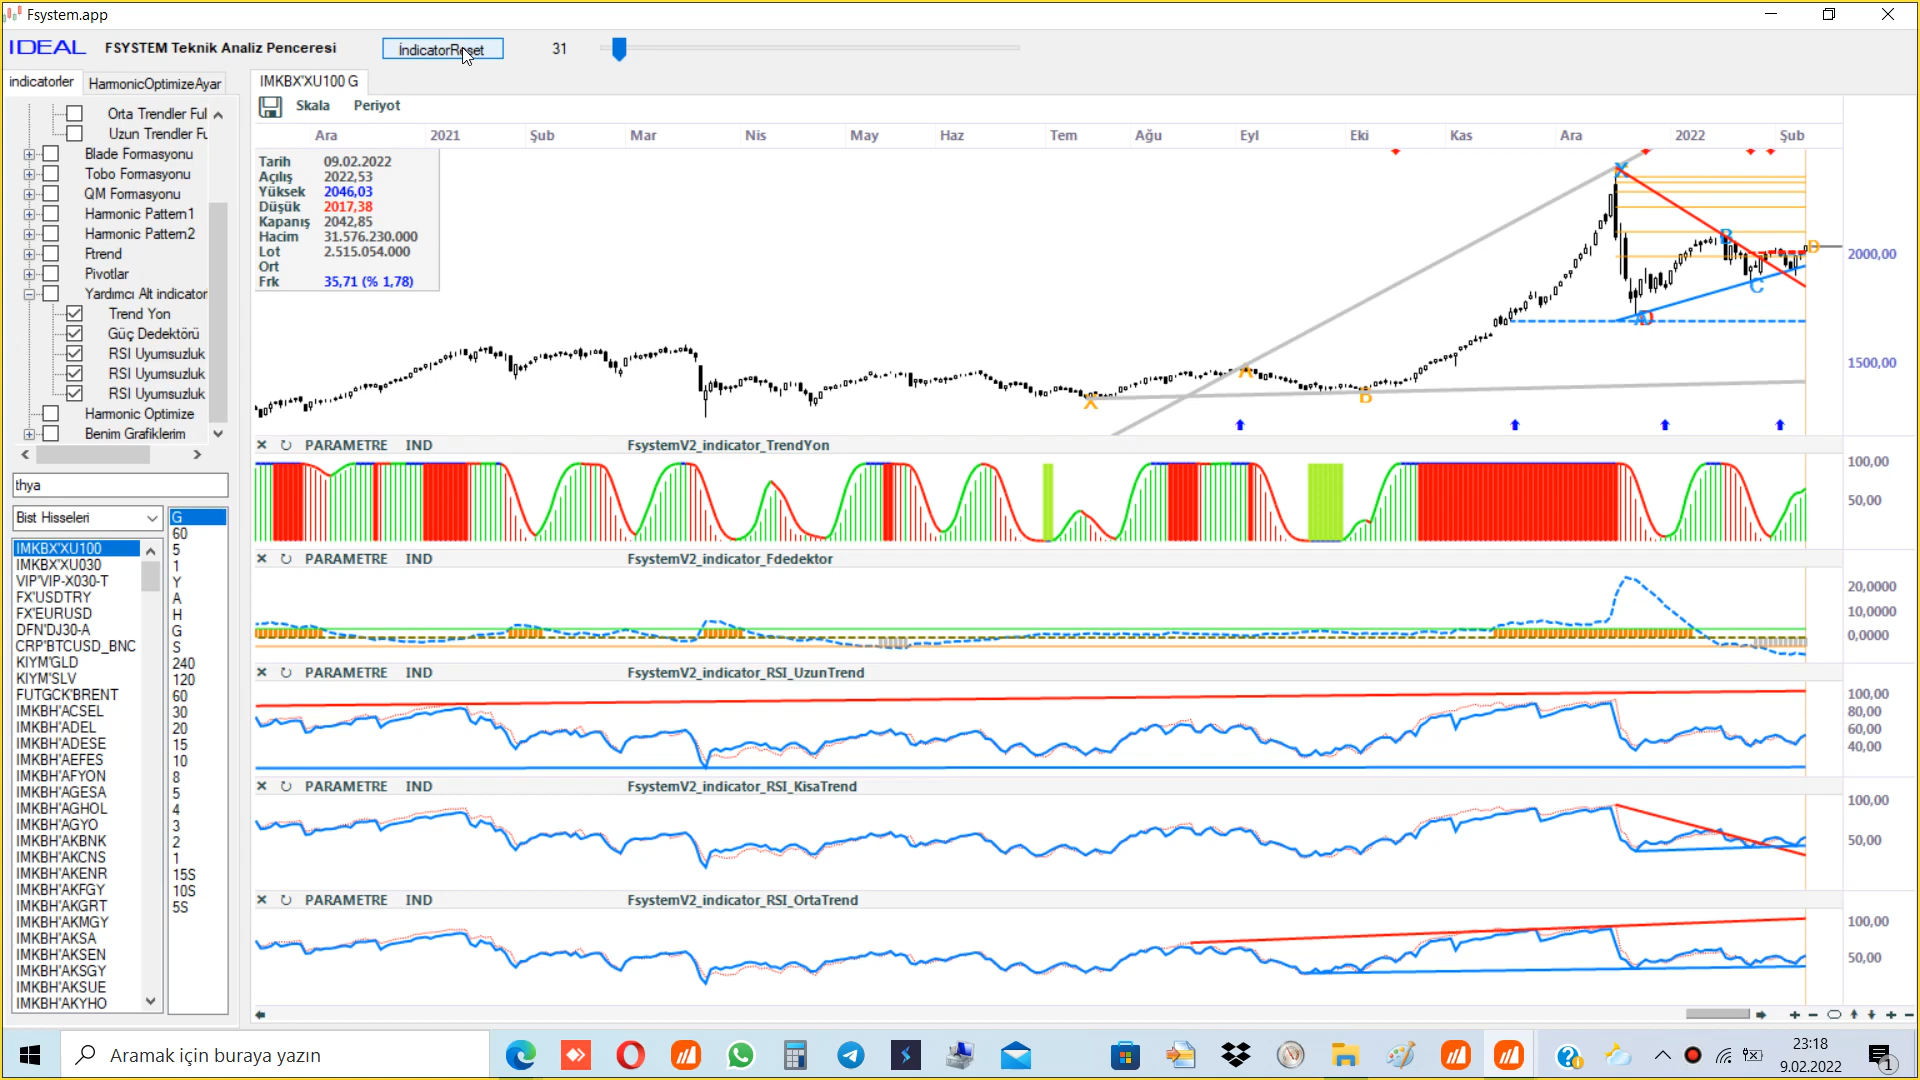 Fsystem.app
IDEAL FSYSTEM Teknik Analiz Penceresi İndicatorReset 31
indicatorler HarmonicOptimizeAyar IMKBX'XU100 G
Skala Periyot
Orta Trendler Ful
Uzun Trendler Fu
Blade Formasyonu
Tobo Formasyonu
QM Formasyonu
Harmonic Pattern1
Harmonic Pattern2
Ftrend
Pivotlar
Yardımcı Alt indicator
Trend Yon
Güç Dedektörü
RSI Uyumsuzluk
RSI Uyumsuzluk
RSI Uyumsuzluk
Harmonic Optimize
Benim Grafiklerim
thya
Bist Hisseleri
IMKBX'XU100
IMKBX'XU030
VIP'VIP-X030-T
FX'USDTRY
FX'EURUSD
DFN'DJ30-A
CRP'BTCUSD_BNC
KIYM'GLD
KIYM'SLV
FUTGCK'BRENT
IMKBH'ACSEL
IMKBH'ADEL
IMKBH'ADESE
IMKBH'AEFES
IMKBH'AFYON
IMKBH'AGESA
IMKBH'AGHOL
IMKBH'AGYO
IMKBH'AKBNK
IMKBH'AKCNS
IMKBH'AKENR
IMKBH'AKFGY
IMKBH'AKGRT
IMKBH'AKMGY
IMKBH'AKSA
IMKBH'AKSEN
IMKBH'AKSGY
IMKBH'AKSUE
IMKBH'AKYHO
G
60
5
1
Y
A
H
G
S
240
120
60
30
20
15
10
8
5
4
3
2
1
15S
10S
5S
Ara 2021 Şub Mar Nis May Haz Tem Ağu Eyl Eki Kas Ara 2022 Şub
Tarih 09.02.2022
Açılış 2022,53
Yüksek 2046,03
Düşük 2017,38
Kapanış 2042,85
Hacim 31.576.230.000
Lot 2.515.054.000
Ort
Frk 35,71 (% 1,78)
X
B
D
2000,00
C
A
D
1500,00
A
B
X
PARAMETRE IND FsystemV2_indicator_TrendYon
100,00
50,00
PARAMETRE IND FsystemV2_indicator_Fdedektor
20,0000
10,0000
0,0000
PARAMETRE IND FsystemV2_indicator_RSI_UzunTrend
100,00
80,00
60,00
40,00
PARAMETRE IND FsystemV2_indicator_RSI_KisaTrend
100,00
50,00
PARAMETRE IND FsystemV2_indicator_RSI_OrtaTrend
100,00
50,00
Aramak için buraya yazın
23:18
9.02.2022
1